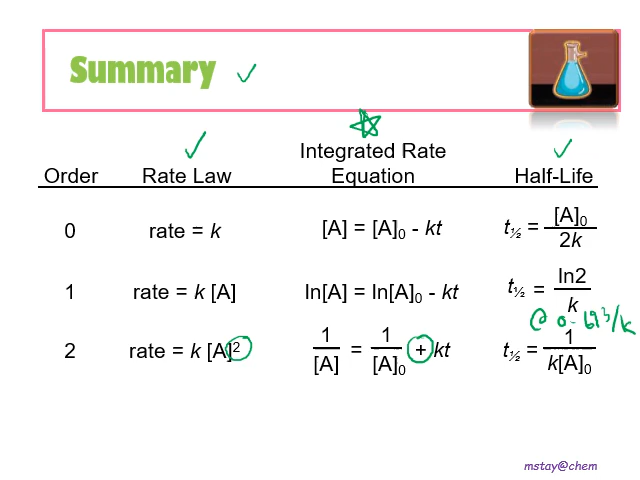 Summary
Integrated Rate
Order Rate Law Equation Half-Life
0 rate = k [A] = [A]₀ - kt t½ = [A]₀ / 2k
1 rate = k [A] ln[A] = ln[A]₀ - kt t½ = ln2 / k
@ 0.693/k
2 rate = k [A]² 1/[A] = 1/[A]₀ + kt t½ = 1 / k[A]₀
mstay@chem